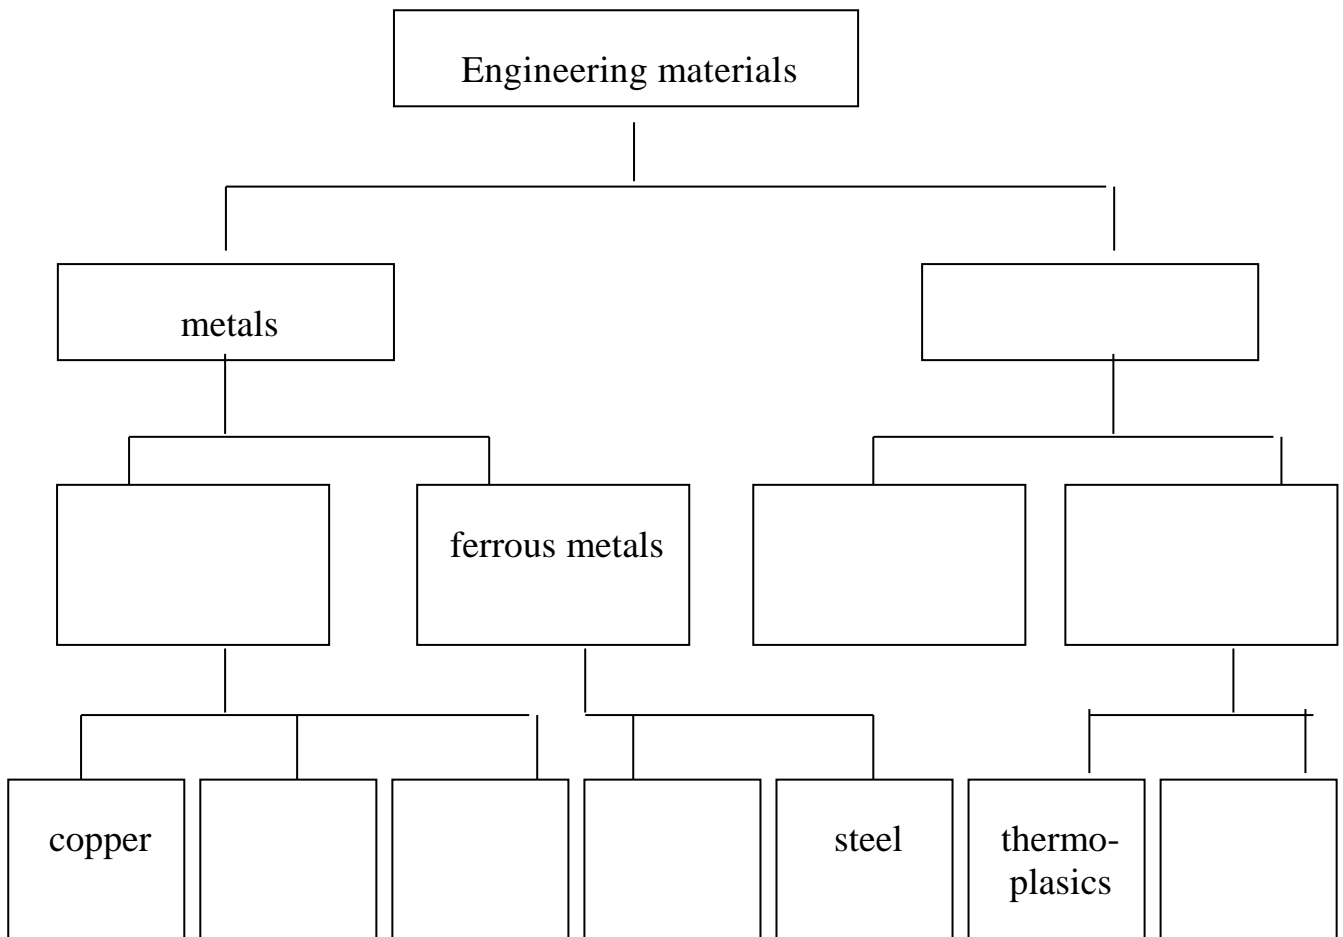 Engineering materials
metals
ferrous metals
copper
steel
thermo-
plasics